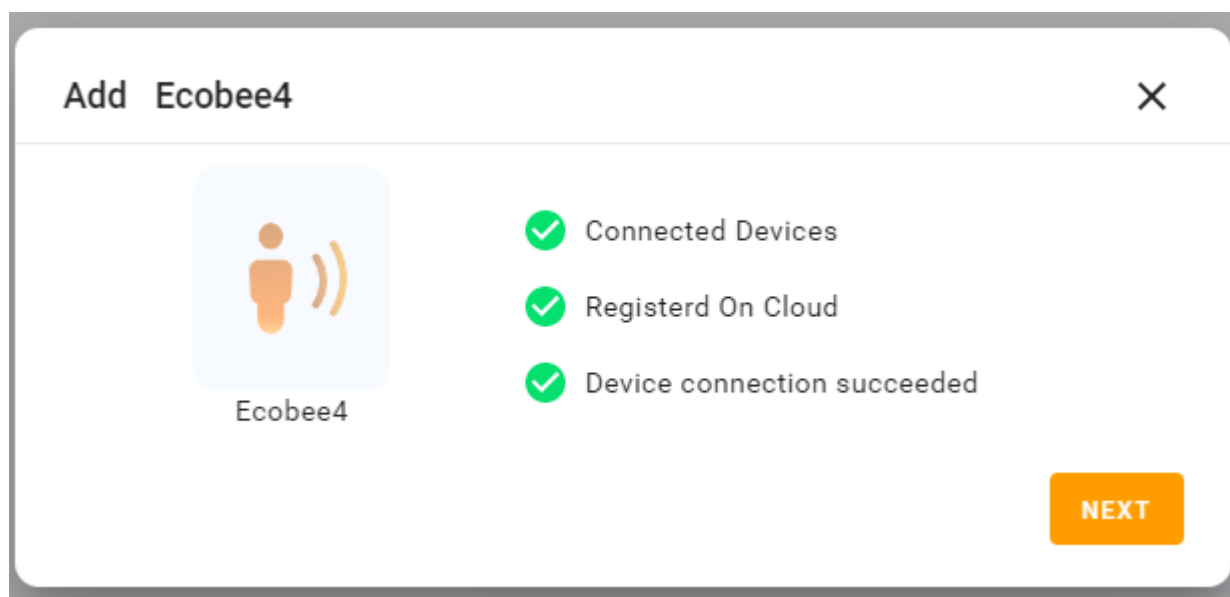 Add Ecobee4
Connected Devices
Registerd On Cloud
Device connection succeeded
Ecobee4
NEXT